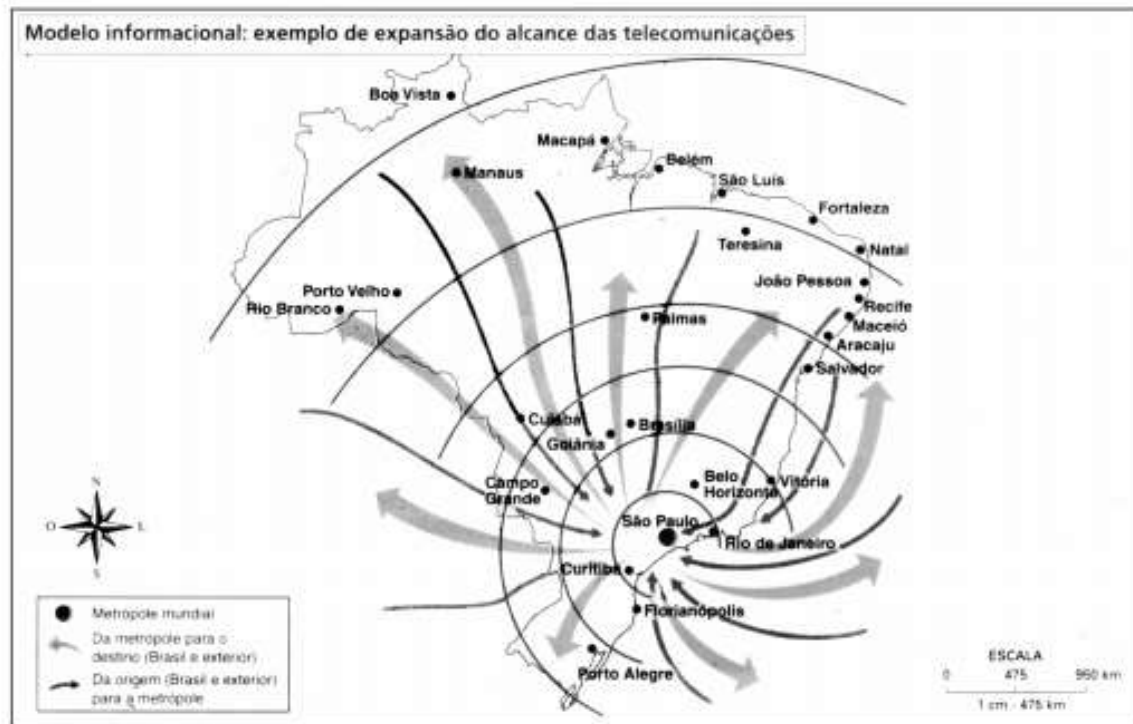 Modelo informacional: exemplo de expansão do alcance das telecomunicações
Boa Vista
Macapá
Belém
Manaus
São Luís
Fortaleza
Teresina
Natal
João Pessoa
Porto Velho
Recife
Rio Branco
Palmas
Maceió
Aracaju
Salvador
Cuiabá
Brasília
Goiânia
Campo
Grande
Belo
Horizonte
Vitória
São Paulo
Rio de Janeiro
Curitiba
Florianópolis
Porto Alegre
N
O
L
S
Metrópole mundial
Da metrópole para o
destino (Brasil e exterior)
Da origem (Brasil e exterior)
para a metrópole
ESCALA
0 475 950 km
1 cm - 475 km